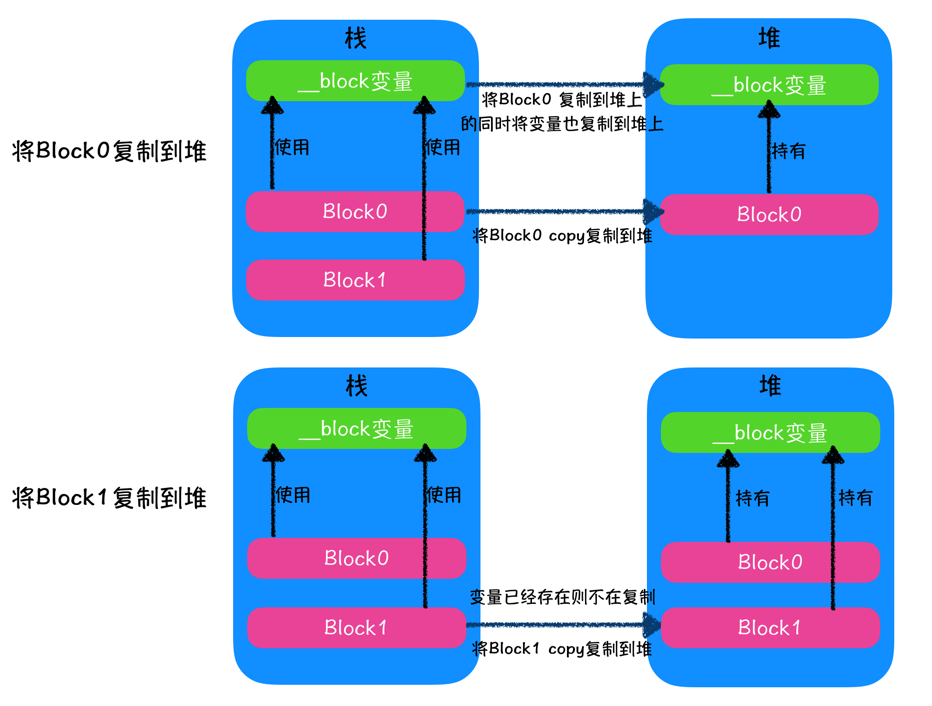 栈
堆
__block变量
__block变量
将Block0 复制到堆上
的同时将变量也复制到堆上
将Block0复制到堆
使用
使用
持有
Block0
Block0
将Block0 copy复制到堆
Block1
栈
堆
__block变量
__block变量
将Block1复制到堆
使用
使用
持有
持有
Block0
Block0
变量已经存在则不在复制
Block1
Block1
将Block1 copy复制到堆